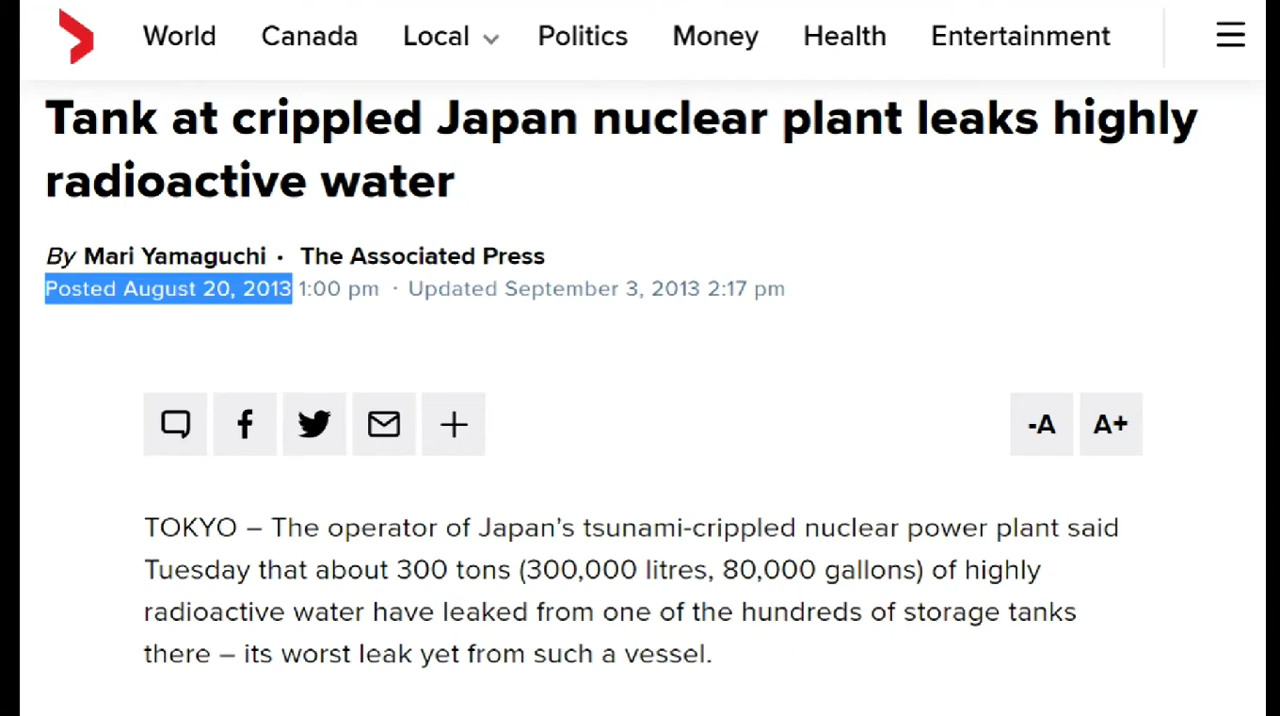 World Canada Local Politics Money Health Entertainment
Tank at crippled Japan nuclear plant leaks highly
radioactive water
By Mari Yamaguchi · The Associated Press
Posted August 20, 2013 1:00 pm · Updated September 3, 2013 2:17 pm
-A A+
TOKYO – The operator of Japan’s tsunami-crippled nuclear power plant said
Tuesday that about 300 tons (300,000 litres, 80,000 gallons) of highly
radioactive water have leaked from one of the hundreds of storage tanks
there – its worst leak yet from such a vessel.